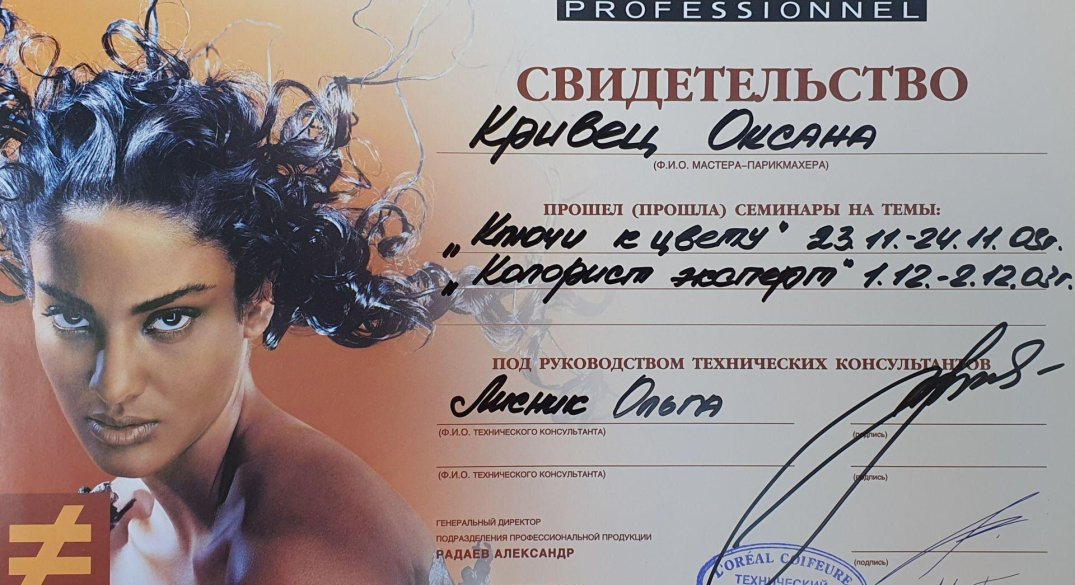 PROFESSIONNEL
СВИДЕТЕЛЬСТВО
Кривец Оксана
(Ф.И.О. МАСТЕРА–ПАРИКМАХЕРА)
ПРОШЕЛ (ПРОШЛА) СЕМИНАРЫ НА ТЕМЫ:
„Ключи к цвету“ 23.11.-24.11.03г.
„Колорист эксперт“ 1.12.-2.12.03г.
ПОД РУКОВОДСТВОМ ТЕХНИЧЕСКИХ КОНСУЛЬТАНТОВ
Лисник Ольга
(Ф.И.О. ТЕХНИЧЕСКОГО КОНСУЛЬТАНТА) (подпись)
(Ф.И.О. ТЕХНИЧЕСКОГО КОНСУЛЬТАНТА) (подпись)
ГЕНЕРАЛЬНЫЙ ДИРЕКТОР
ПОДРАЗДЕЛЕНИЯ ПРОФЕССИОНАЛЬНОЙ ПРОДУКЦИИ
РАДАЕВ АЛЕКСАНДР
(подпись)
L'ORÉAL COIFFURE
ТЕХНИЧЕСКИЙ
≠